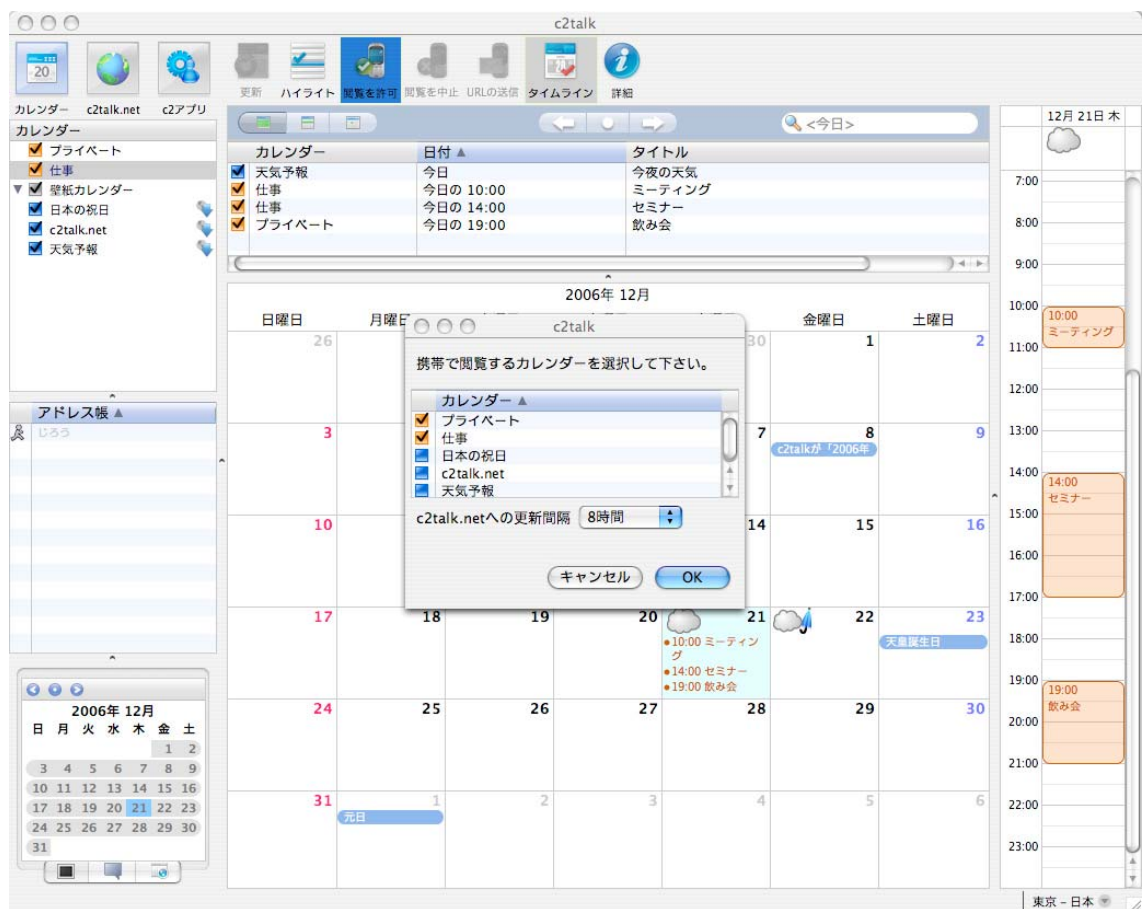 c2talk
20
カレンダー c2talk.net c2アプリ
更新 ハイライト 閲覧を許可 閲覧を中止 URLの送信 タイムライン 詳細
カレンダー
プライベート
仕事
壁紙カレンダー
日本の祝日
c2talk.net
天気予報
アドレス帳
じろう
2006年 12月
日 月 火 水 木 金 土
1 2
3 4 5 6 7 8 9
10 11 12 13 14 15 16
17 18 19 20 21 22 23
24 25 26 27 28 29 30
31
<今日>
カレンダー 日付 タイトル
天気予報 今日 今夜の天気
仕事 今日の 10:00 ミーティング
仕事 今日の 14:00 セミナー
プライベート 今日の 19:00 飲み会
2006年 12月
日曜日 月曜日 金曜日 土曜日
26 30 1 2
3 7 8 9
c2talkが「2006年
10 14 15 16
17 18 19 20 21 22 23
10:00 ミーティン
グ
14:00 セミナー
19:00 飲み会
天皇誕生日
24 25 26 27 28 29 30
31 1 2 3 4 5 6
元日
c2talk
携帯で閲覧するカレンダーを選択して下さい。
カレンダー
プライベート
仕事
日本の祝日
c2talk.net
天気予報
c2talk.netへの更新間隔 8時間
キャンセル OK
12月 21日 木
7:00
8:00
9:00
10:00
10:00
ミーティング
11:00
12:00
13:00
14:00
14:00
セミナー
15:00
16:00
17:00
18:00
19:00
19:00
飲み会
20:00
21:00
22:00
23:00
東京 – 日本